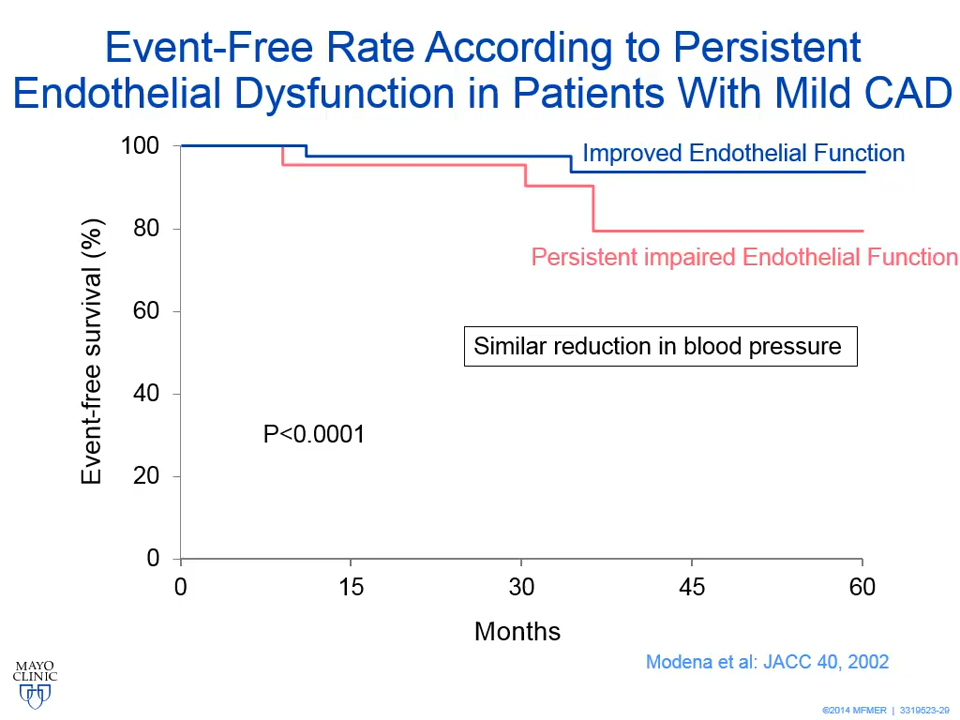 Event-Free Rate According to Persistent
Endothelial Dysfunction in Patients With Mild CAD
100
80
60
40
20
0
Event-free survival (%)
Improved Endothelial Function
Persistent impaired Endothelial Function
Similar reduction in blood pressure
P<0.0001
0 15 30 45 60
Months
Modena et al: JACC 40, 2002
MAYO
CLINIC
©2014 MFMER | 3319523-29